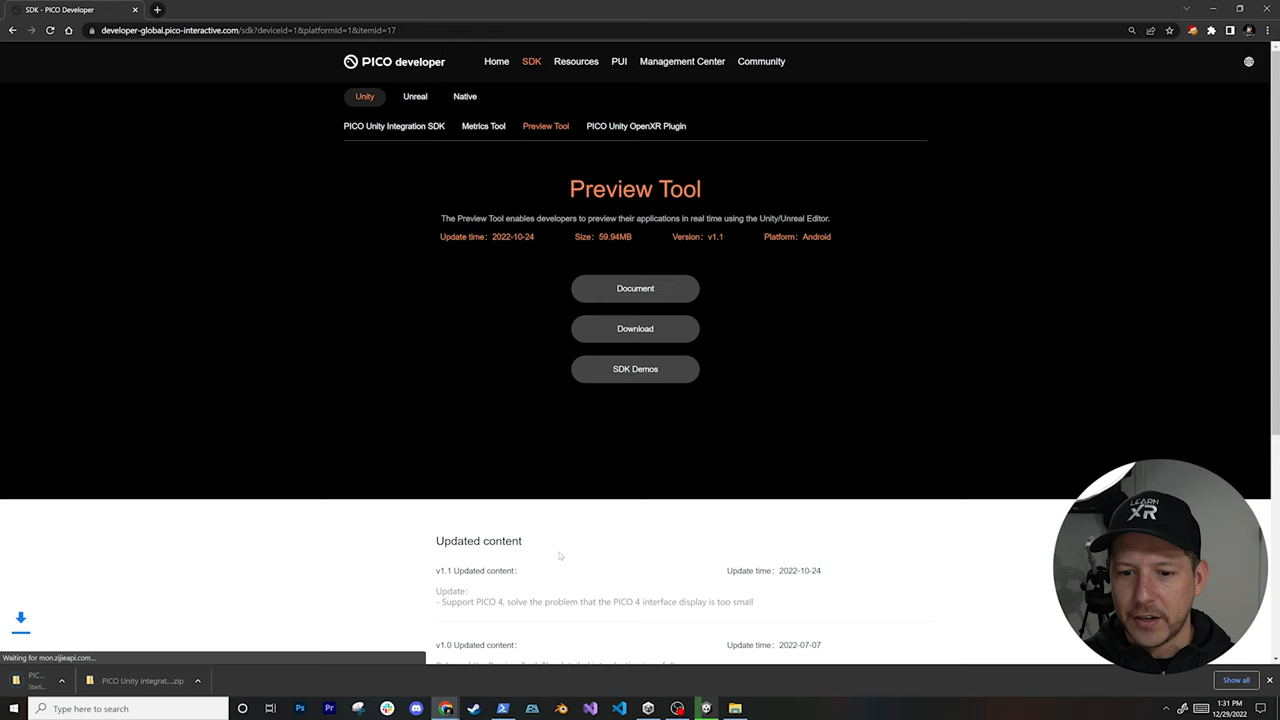 SDK - PICO Developer
developer-global.pico-interactive.com/sdk?deviceId=1&platformId=1&itemId=17
PICO developer
Home SDK Resources PUI Management Center Community
Unity Unreal Native
PICO Unity Integration SDK Metrics Tool Preview Tool PICO Unity OpenXR Plugin
Preview Tool
The Preview Tool enables developers to preview their applications in real time using the Unity/Unreal Editor.
Update time: 2022-10-24 Size: 59.94MB Version: v1.1 Platform: Android
Document
Download
SDK Demos
Updated content
v1.1 Updated content: Update time: 2022-10-24
Update:
- Support PICO 4, solve the problem that the PICO 4 interface display is too small
v1.0 Updated content: Update time: 2022-07-07
LEARN
XR
Waiting for mon.zijieapi.com...
PIC...
Starti...
PICO Unity Integrat....zip
Show all
Type here to search
Ps
Pr
1:31 PM
12/29/2022